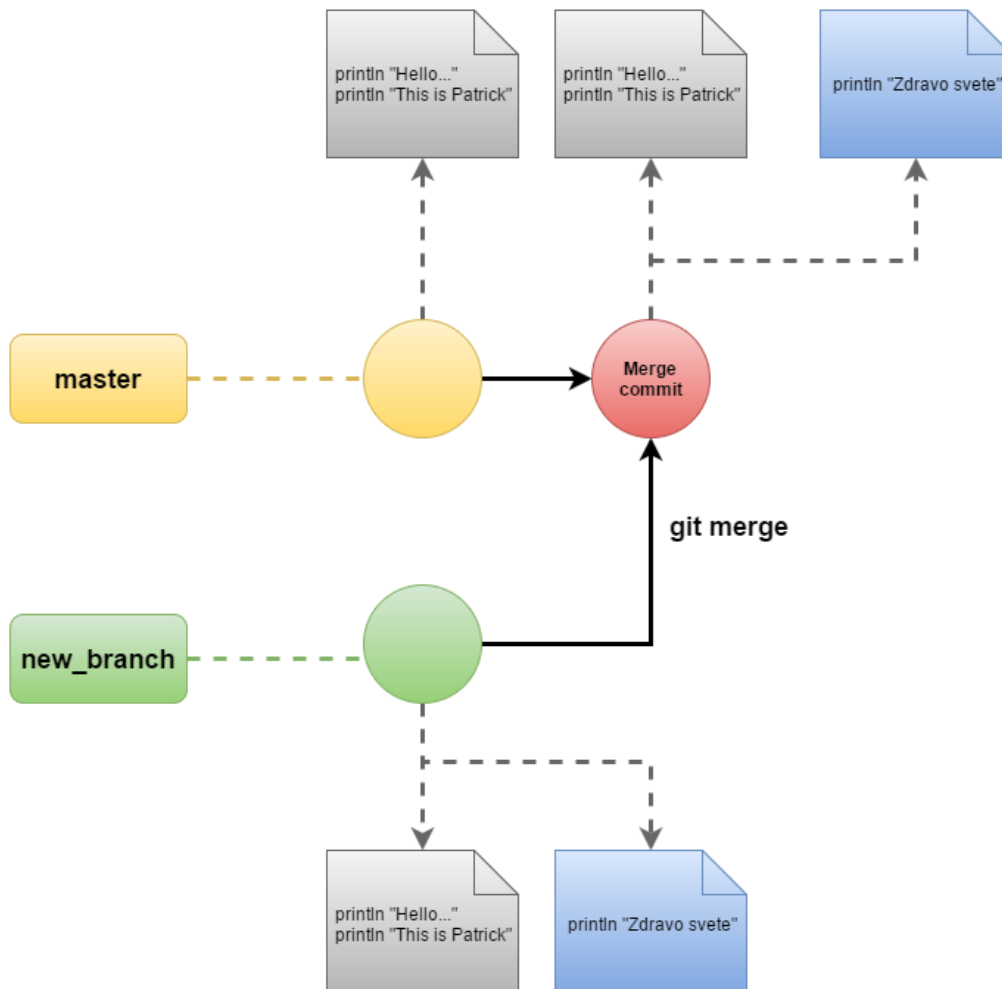 println "Hello..."
println "This is Patrick"
println "Hello..."
println "This is Patrick"
println "Zdravo svete"
master
Merge
commit
git merge
new_branch
println "Hello..."
println "This is Patrick"
println "Zdravo svete"